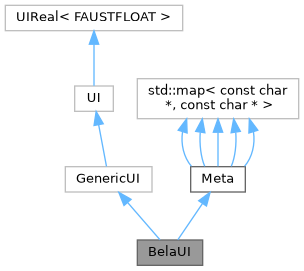 UIReal< FAUSTFLOAT >
UI
std::map< const char
*, const char * >
GenericUI
Meta
BelaUI